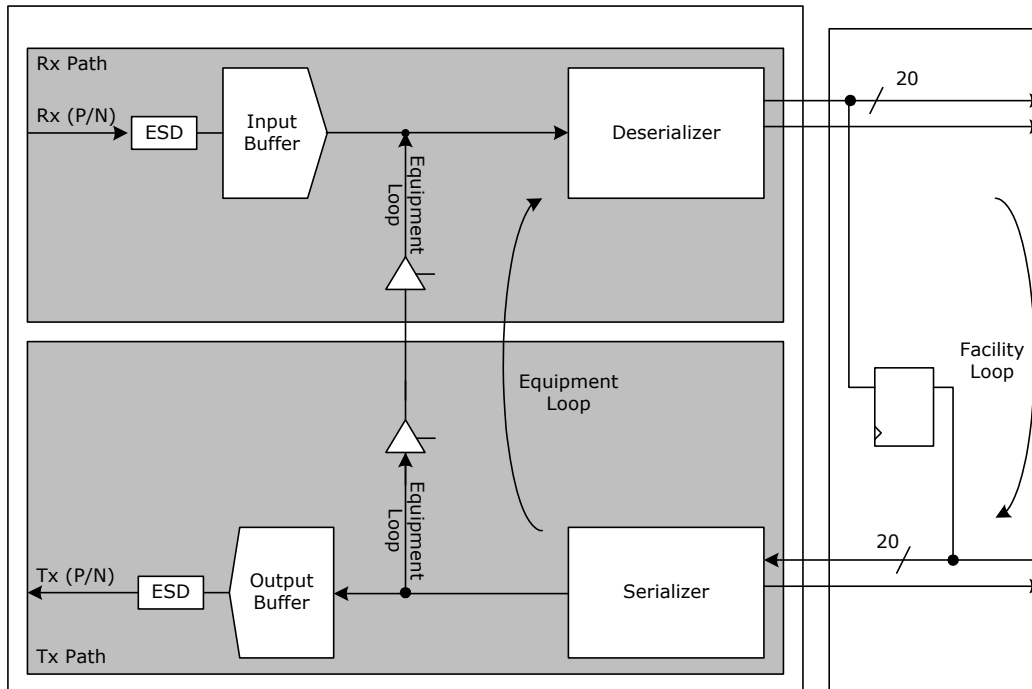 Rx Path
20
Rx (P/N)
ESD
Input
Buffer
Deserializer
Equipment
Loop
Equipment
Loop
Facility
Loop
Equipment
Loop
20
Tx (P/N)
ESD
Output
Buffer
Serializer
Tx Path